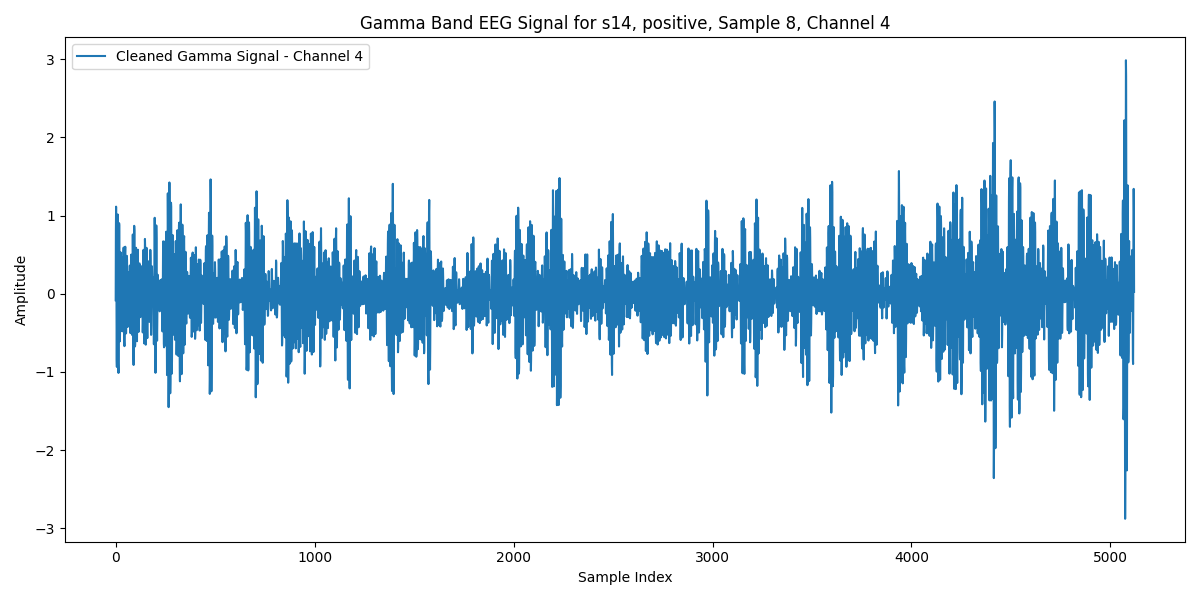 Gamma Band EEG Signal for s14, positive, Sample 8, Channel 4
Cleaned Gamma Signal - Channel 4
Amplitude
3
2
1
0
−1
−2
−3
0 1000 2000 3000 4000 5000
Sample Index